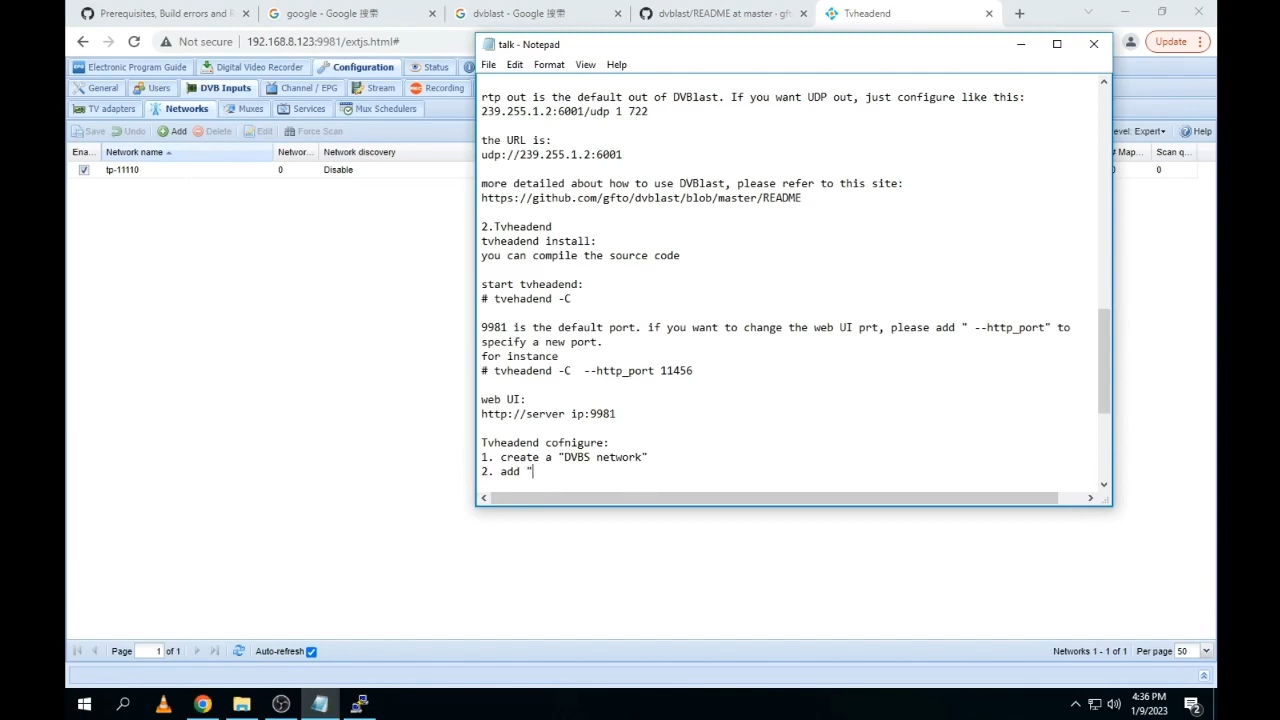 Prerequisites, Build errors and R
google - Google 搜索
dvblast - Google 搜索
dvblast/README at master · gft
Tvheadend
Not secure
192.168.8.123:9981/extjs.html#
Update
talk - Notepad
File Edit Format View Help
Electronic Program Guide
Digital Video Recorder
Configuration
Status
General
Users
DVB Inputs
Channel / EPG
Stream
Recording
TV adapters
Networks
Muxes
Services
Mux Schedulers
Save
Undo
Add
Delete
Edit
Force Scan
evel: Expert
Help
Ena...
Network name
Networ...
Network discovery
# Map...
Scan q...
tp-11110
0
Disable
0
rtp out is the default out of DVBlast. If you want UDP out, just configure like this:
239.255.1.2:6001/udp 1 722
the URL is:
udp://239.255.1.2:6001
more detailed about how to use DVBlast, please refer to this site:
https://github.com/gfto/dvblast/blob/master/README
2.Tvheadend
tvheadend install:
you can compile the source code
start tvheadend:
# tvehadend -C
9981 is the default port. if you want to change the web UI prt, please add " --http_port" to
specify a new port.
for instance
# tvheadend -C  --http_port 11456
web UI:
http://server ip:9981
Tvheadend cofnigure:
1. create a "DVBS network"
2. add "
Page 1 of 1
Auto-refresh
Networks 1 - 1 of 1
Per page 50
4:36 PM
1/9/2023
2